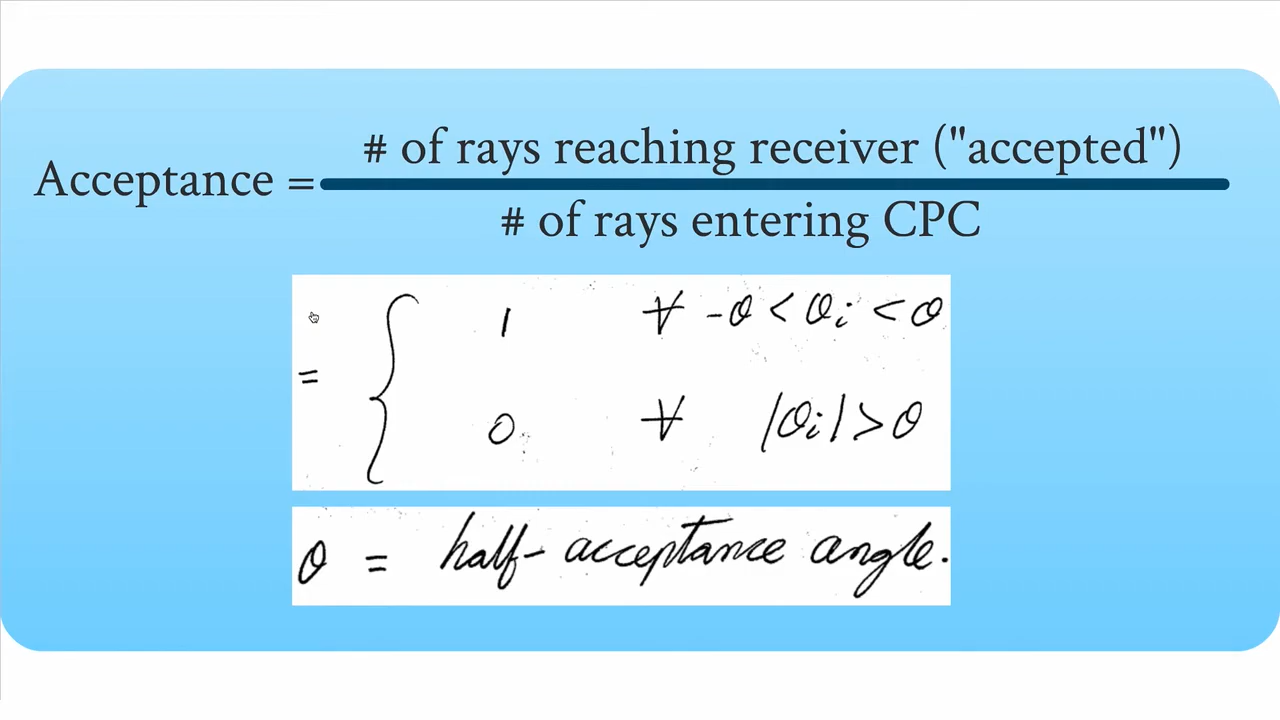 Acceptance = # of rays reaching receiver ("accepted")
# of rays entering CPC
= { 1 ∀ -θ < θi < θ
0 ∀ |θi| > θ
θ = half-acceptance angle.